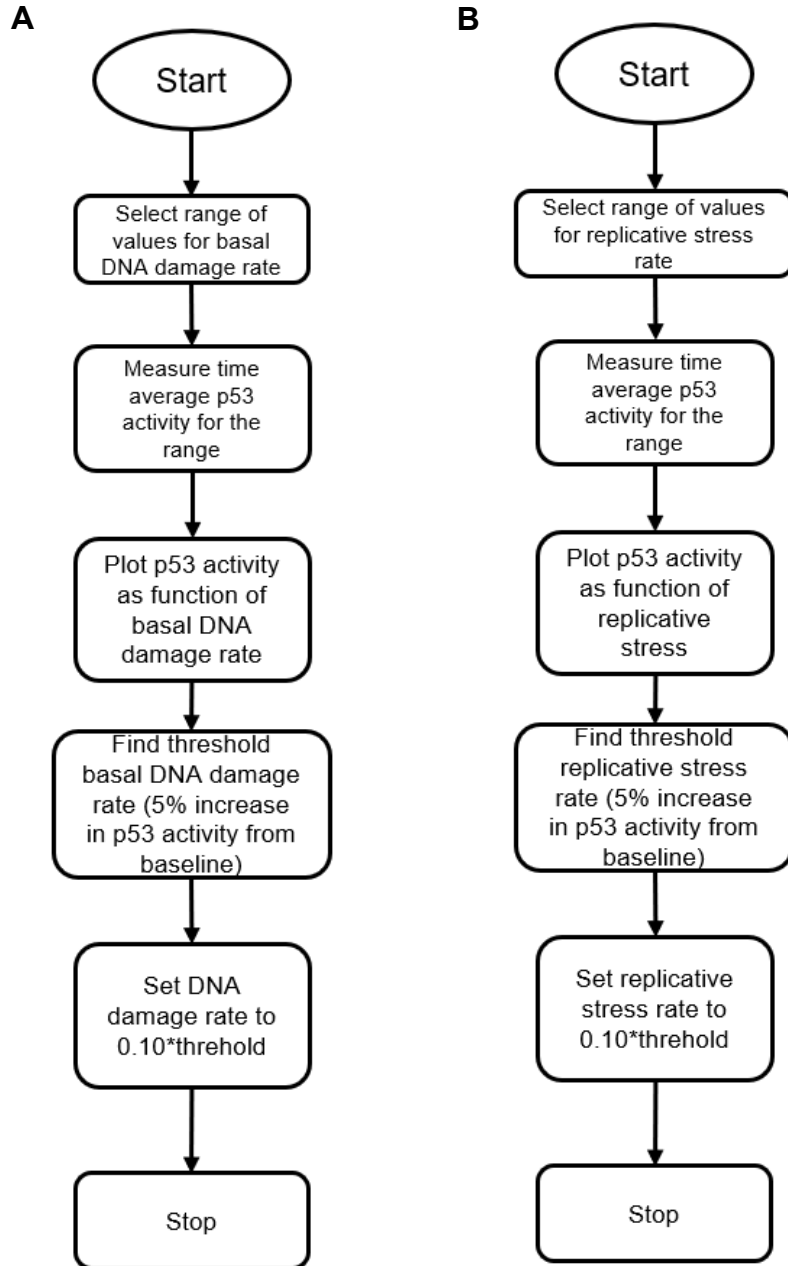 A
Start
Select range of
values for basal
DNA damage rate
Measure time
average p53
activity for the
range
Plot p53 activity
as function of
basal DNA
damage rate
Find threshold
basal DNA damage
rate (5% increase
in p53 activity from
baseline)
Set DNA
damage rate to
0.10*threhold
Stop
B
Start
Select range of values
for replicative stress
rate
Measure time
average p53
activity for the
range
Plot p53 activity
as function of
replicative
stress
Find threshold
replicative stress
rate (5% increase
in p53 activity from
baseline)
Set replicative
stress rate to
0.10*threhold
Stop